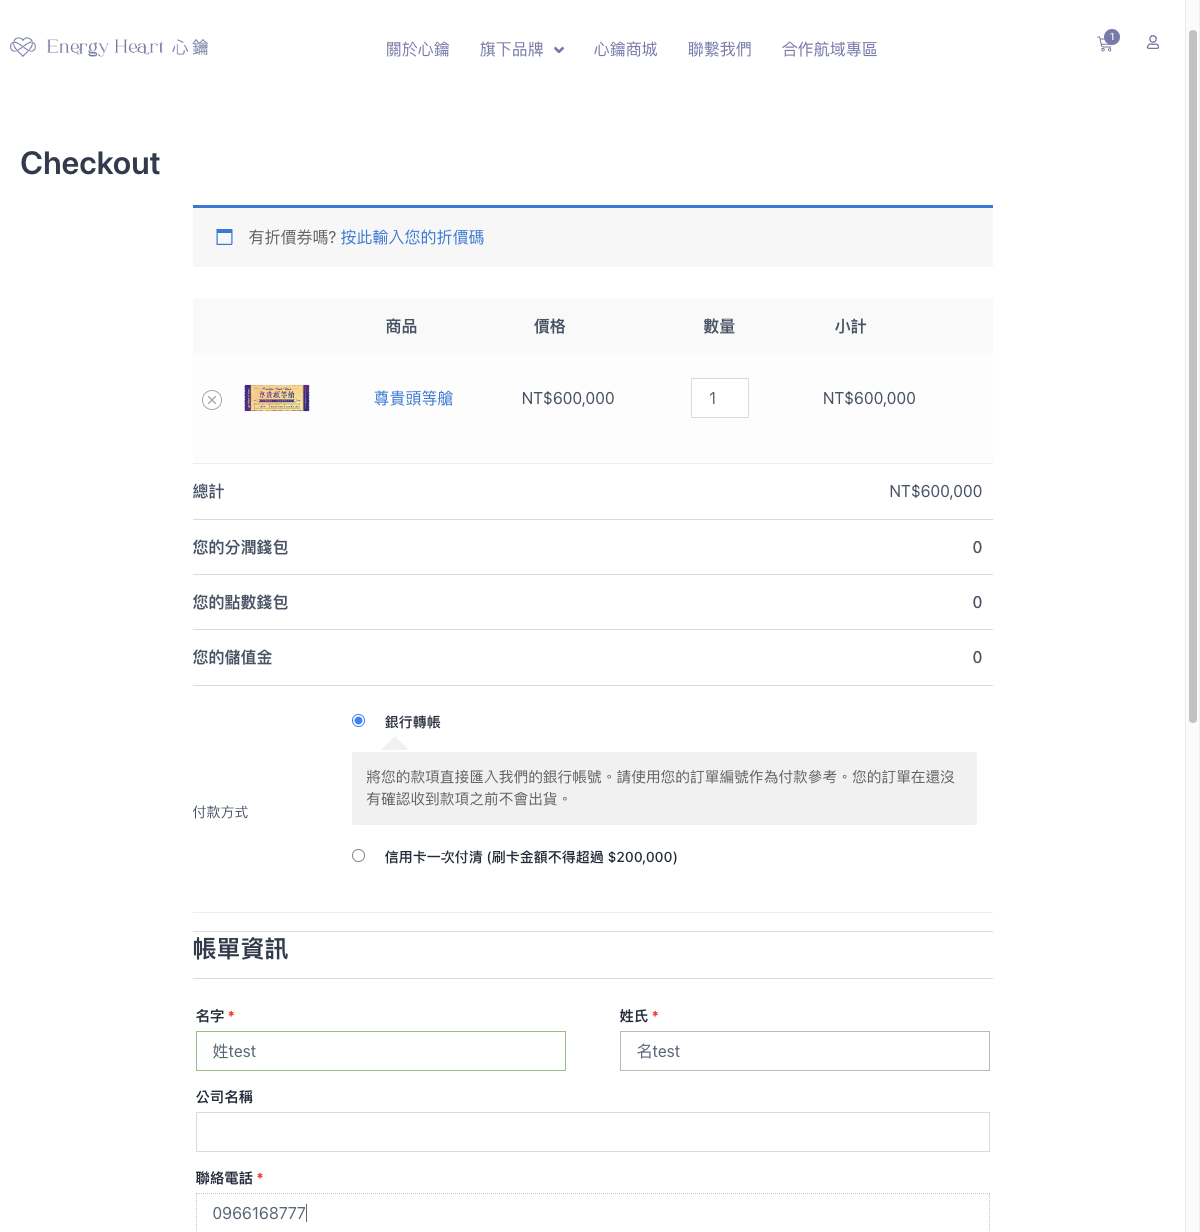 Energy Heart 心鑰
關於心鑰 旗下品牌 心鑰商城 聯繫我們 合作航域專區
1
Checkout
有折價券嗎? 按此輸入您的折價碼
商品 價格 數量 小計
尊貴頭等艙
尊貴頭等艙 NT$600,000 1 NT$600,000
總計 NT$600,000
您的分潤錢包 0
您的點數錢包 0
您的儲值金 0
銀行轉帳
將您的款項直接匯入我們的銀行帳號。請使用您的訂單編號作為付款參考。您的訂單在還沒
有確認收到款項之前不會出貨。
付款方式
信用卡一次付清 (刷卡金額不得超過 $200,000)
帳單資訊
名字 * 姓氏 *
姓test 名test
公司名稱
聯絡電話 *
0966168777